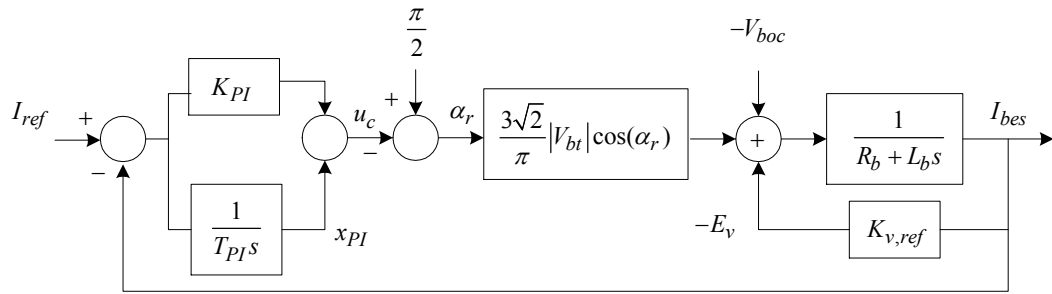 π/2
−V_boc
I_ref
+
−
K_PI
1/(T_PI s)
x_PI
u_c
−
+
α_r
3√2/π |V_bt| cos(α_r)
+
1/(R_b + L_b s)
I_bes
−E_v
K_v,ref